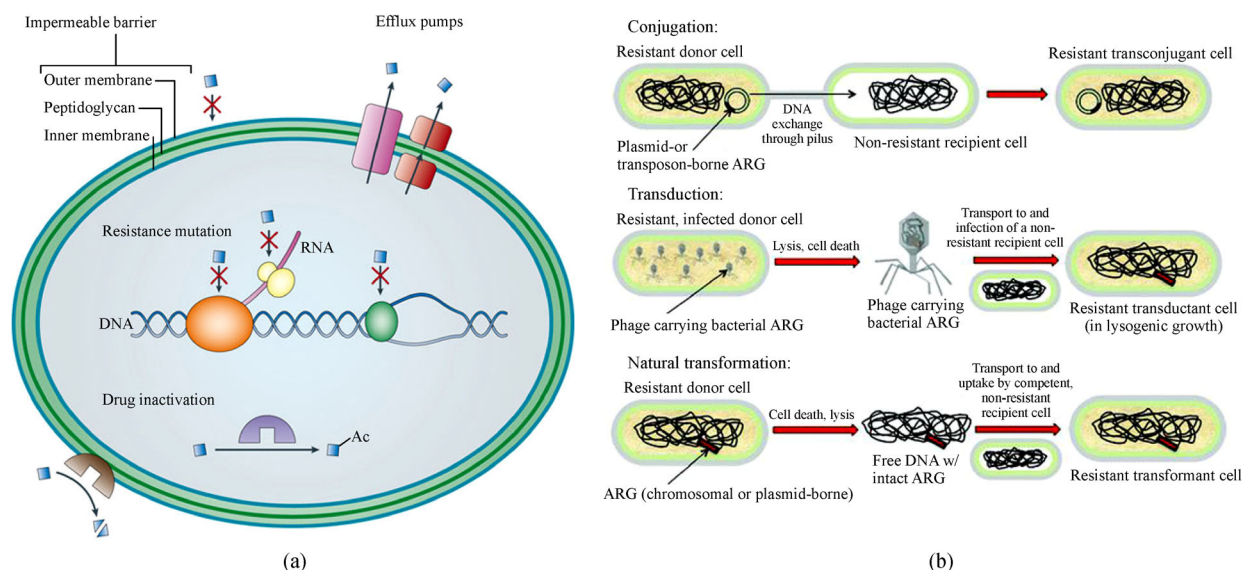 Impermeable barrier
Outer membrane
Peptidoglycan
Inner membrane
Efflux pumps
Resistance mutation
RNA
DNA
Drug inactivation
Ac
(a)
Conjugation:
Resistant donor cell
Resistant transconjugant cell
DNA
exchange
through pilus
Plasmid-or
transposon-borne ARG
Non-resistant recipient cell
Transduction:
Resistant, infected donor cell
Lysis, cell death
Transport to and
infection of a non-
resistant recipient cell
Phage carrying bacterial ARG
Phage carrying
bacterial ARG
Resistant transductant cell
(in lysogenic growth)
Natural transformation:
Resistant donor cell
Cell death, lysis
Transport to and
uptake by competent,
non-resistant
recipient cell
ARG (chromosomal or plasmid-borne)
Free DNA w/
intact ARG
Resistant transformant cell
(b)